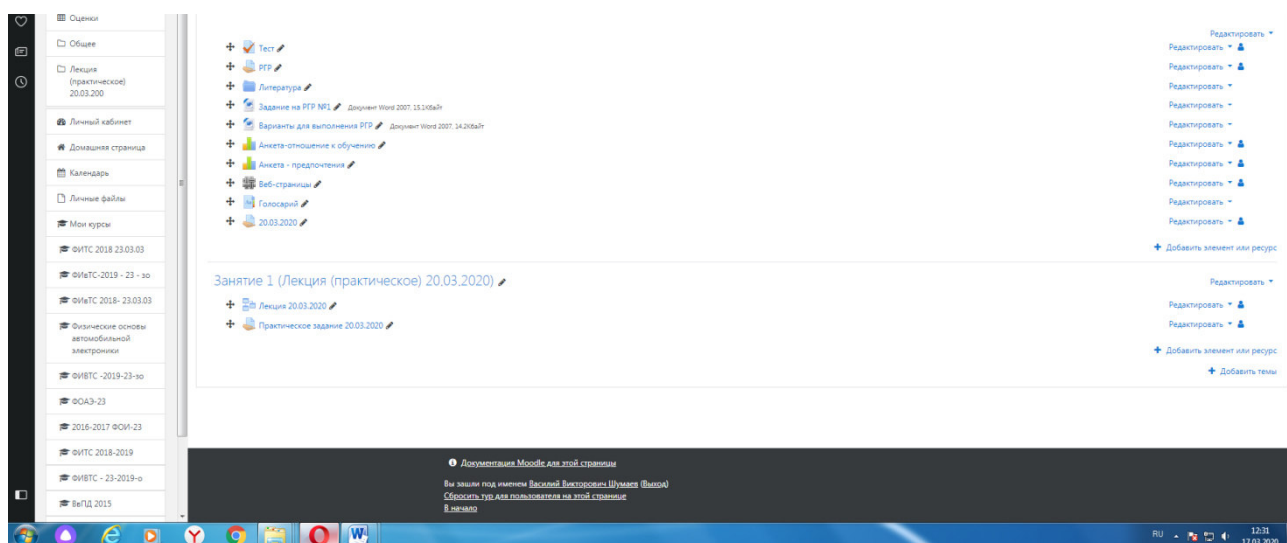 Оценки
Общее
Лекция
(практическое)
20.03.200
Личный кабинет
Домашняя страница
Календарь
Личные файлы
Мои курсы
ФИТС 2018 23.03.03
ФИвТС-2019 - 23 - зо
ФИвТС 2018- 23.03.03
Физические основы
автомобильной
электроники
ФИВТС -2019-23-зо
ФОАЭ-23
2016-2017 ФОИ-23
ФИТС 2018-2019
ФИВТС - 23-2019-о
ВвПД 2015
Редактировать
Тест Редактировать
РГР Редактировать
Литература Редактировать
Задание на РГР №1 Документ Word 2007, 15.1Кбайт Редактировать
Варианты для выполнения РГР Документ Word 2007, 14.2Кбайт Редактировать
Анкета-отношение к обучению Редактировать
Анкета - предпочтения Редактировать
Веб-страницы Редактировать
Голосарий Редактировать
20.03.2020 Редактировать
Добавить элемент или ресурс
Занятие 1 (Лекция (практическое) 20,03.2020) Редактировать
Лекция 20.03.2020 Редактировать
Практическое задание 20.03.2020 Редактировать
Добавить элемент или ресурс
Добавить темы
Документация Moodle для этой страницы
Вы зашли под именем Василий Викторович Шумаев (Выход)
Сбросить тур для пользователя на этой странице
В начало
RU 12:31
17.03.2020